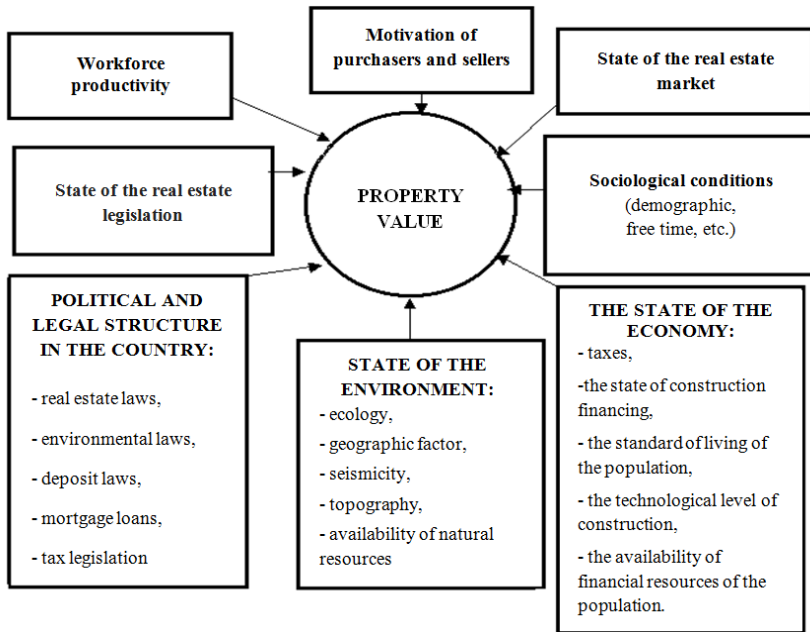 Workforce
productivity
Motivation of
purchasers and sellers
State of the real estate
market
State of the real estate
legislation
PROPERTY
VALUE
Sociological conditions
(demographic,
free time, etc.)
POLITICAL AND
LEGAL STRUCTURE
IN THE COUNTRY:
- real estate laws,
- environmental laws,
- deposit laws,
- mortgage loans,
- tax legislation
STATE OF THE
ENVIRONMENT:
- ecology,
- geographic factor,
- seismicity,
- topography,
- availability of natural
resources
THE STATE OF THE
ECONOMY:
- taxes,
-the state of construction
financing,
- the standard of living of
the population,
- the technological level of
construction,
- the availability of
financial resources of the
population.